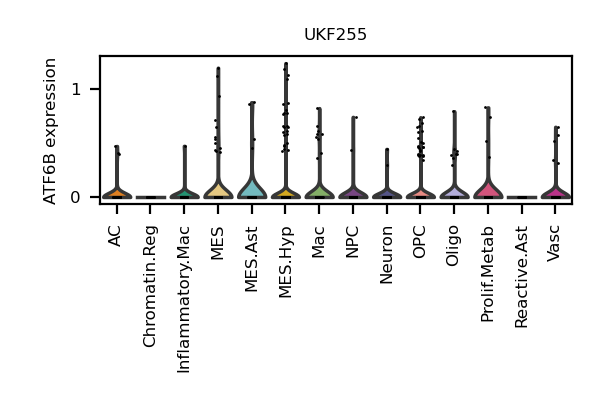 UKF255
ATF6B expression
1
0
AC
Chromatin.Reg
Inflammatory.Mac
MES
MES.Ast
MES.Hyp
Mac
NPC
Neuron
OPC
Oligo
Prolif.Metab
Reactive.Ast
Vasc